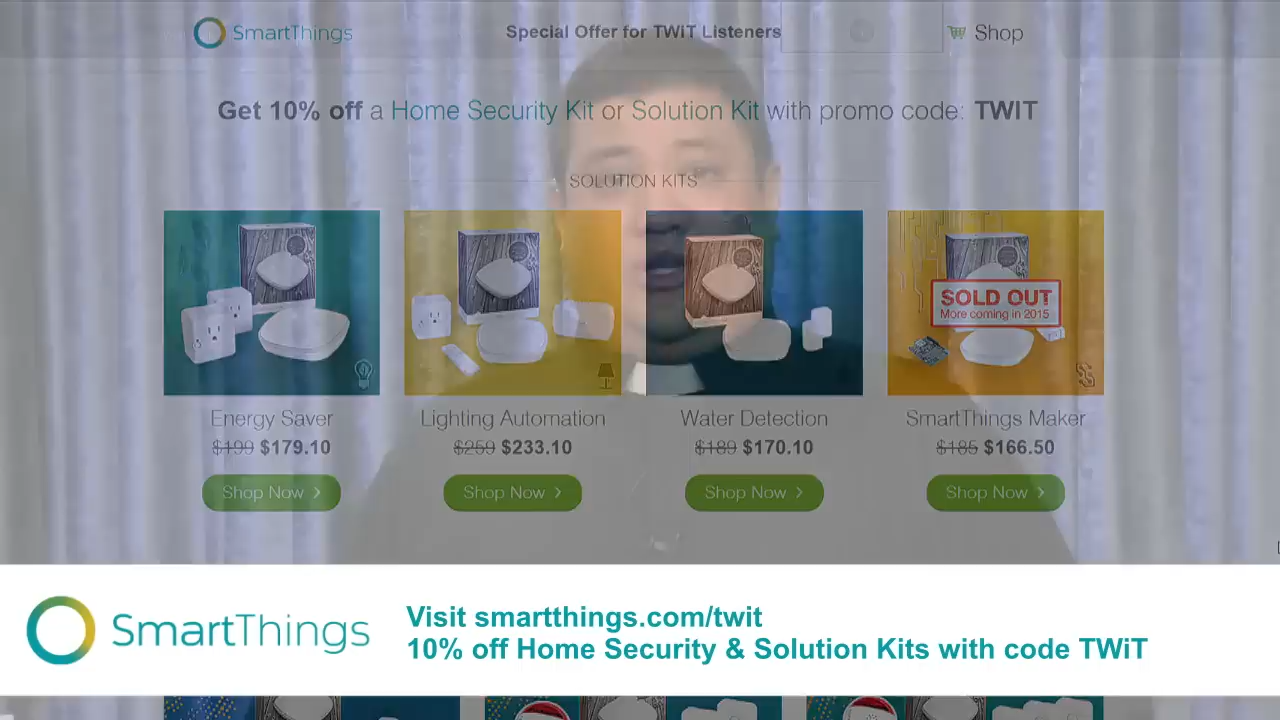 SmartThings
Special Offer for TWiT Listeners
Shop
Get 10% off a Home Security Kit or Solution Kit with promo code: TWIT
SOLUTION KITS
SOLD OUT
More coming in 2015
Energy Saver
Lighting Automation
Water Detection
SmartThings Maker
$199 $179.10
$259 $233.10
$189 $170.10
$185 $166.50
Shop Now >
Shop Now >
Shop Now >
Shop Now >
SmartThings
Visit smartthings.com/twit
10% off Home Security & Solution Kits with code TWiT